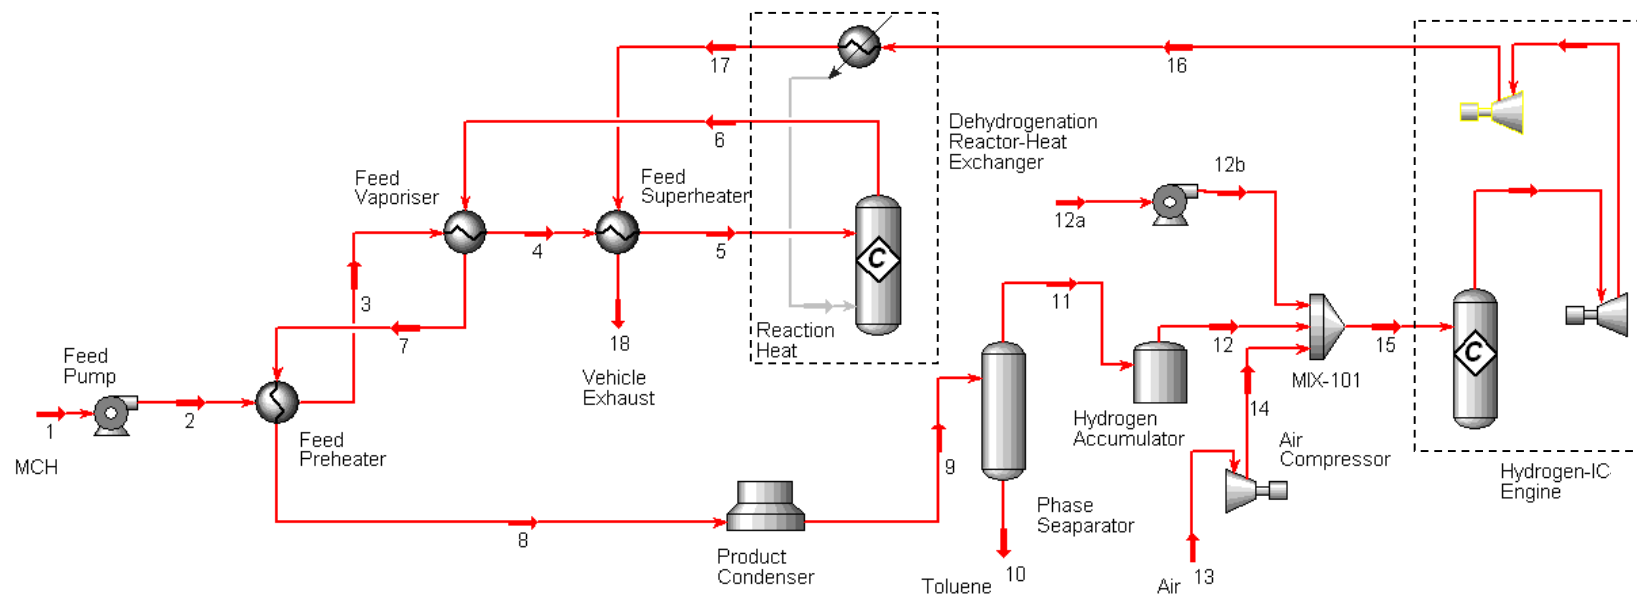 17
16
6
Dehydrogenation
Reactor-Heat
Exchanger
12b
Feed
Vaporiser
Feed
Superheater
12a
4
5
C
3
11
Reaction
Heat
7
18
12
15
C
Feed
Pump
Vehicle
Exhaust
MIX-101
14
1
2
Hydrogen
Accumulator
MCH
Feed
Preheater
9
Air
Compressor
Hydrogen-IC
Engine
Phase
Seaparator
8
Product
Condenser
Toluene
10
Air
13